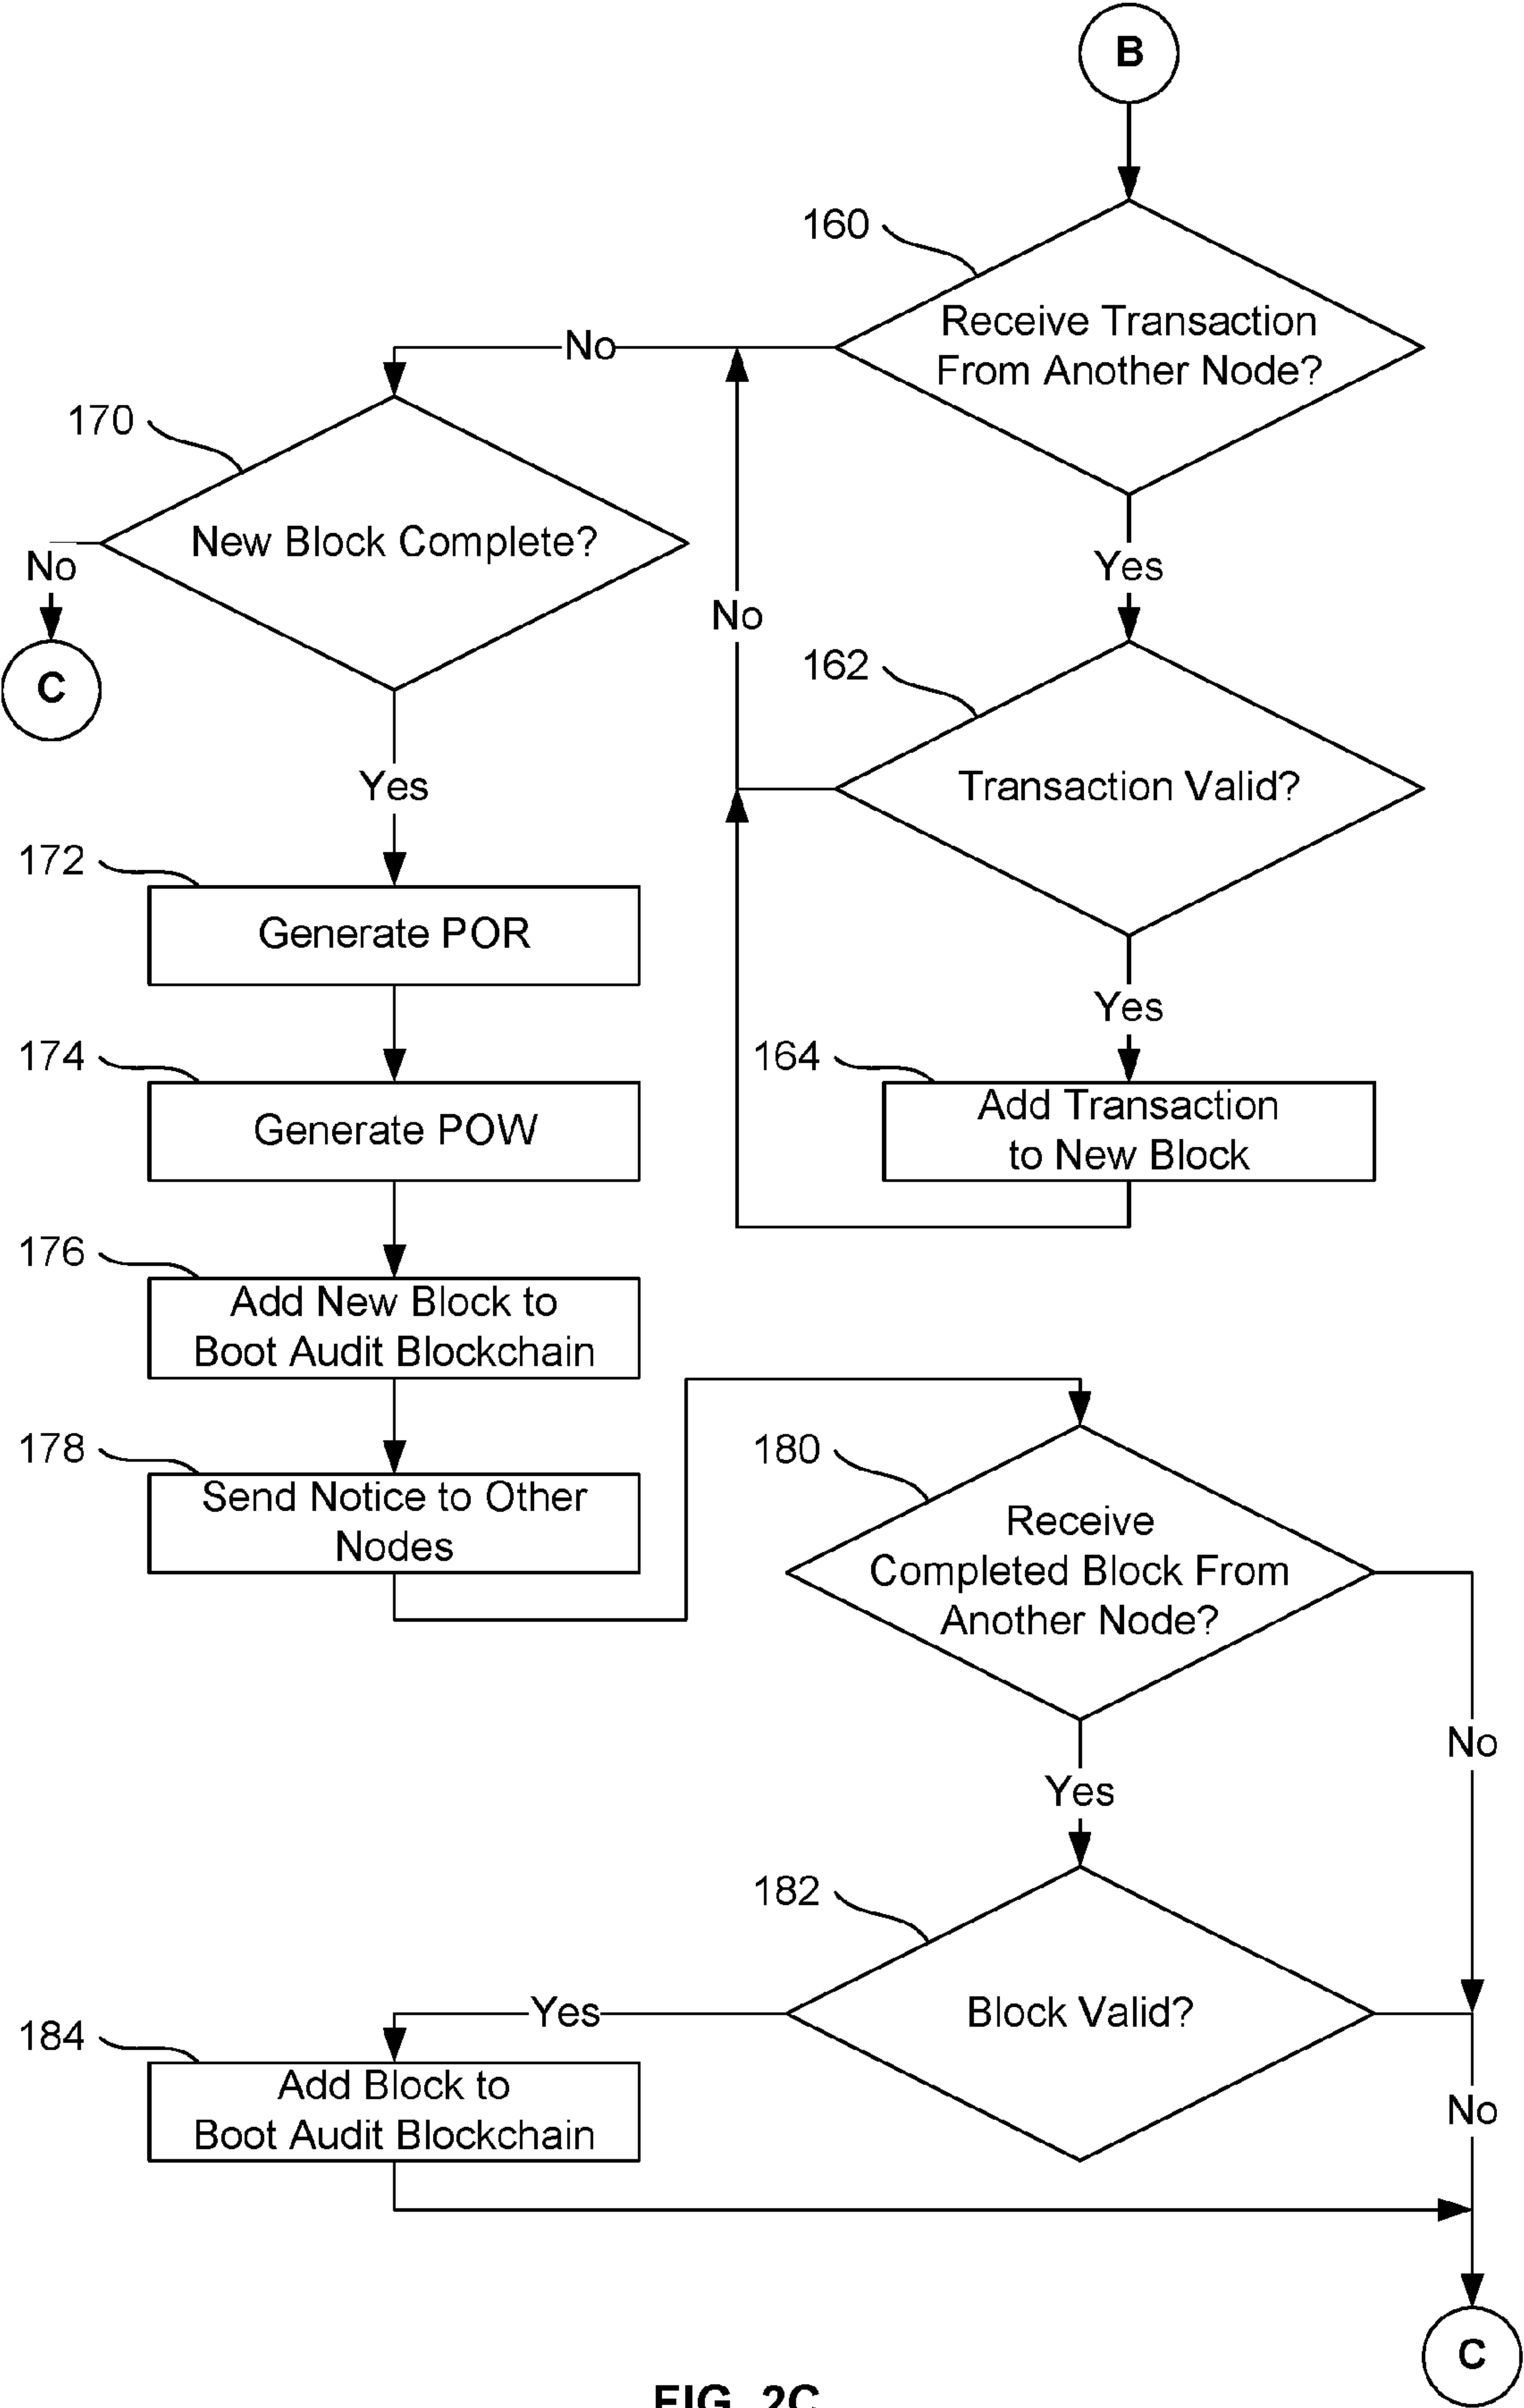 B
160
Receive Transaction
From Another Node?
No
Yes
170
New Block Complete?
No
C
Yes
No
162
Transaction Valid?
Yes
164
Add Transaction
to New Block
172
Generate POR
174
Generate POW
176
Add New Block to
Boot Audit Blockchain
178
Send Notice to Other
Nodes
180
Receive
Completed Block From
Another Node?
No
Yes
182
Block Valid?
Yes
No
184
Add Block to
Boot Audit Blockchain
C
FIG. 2C